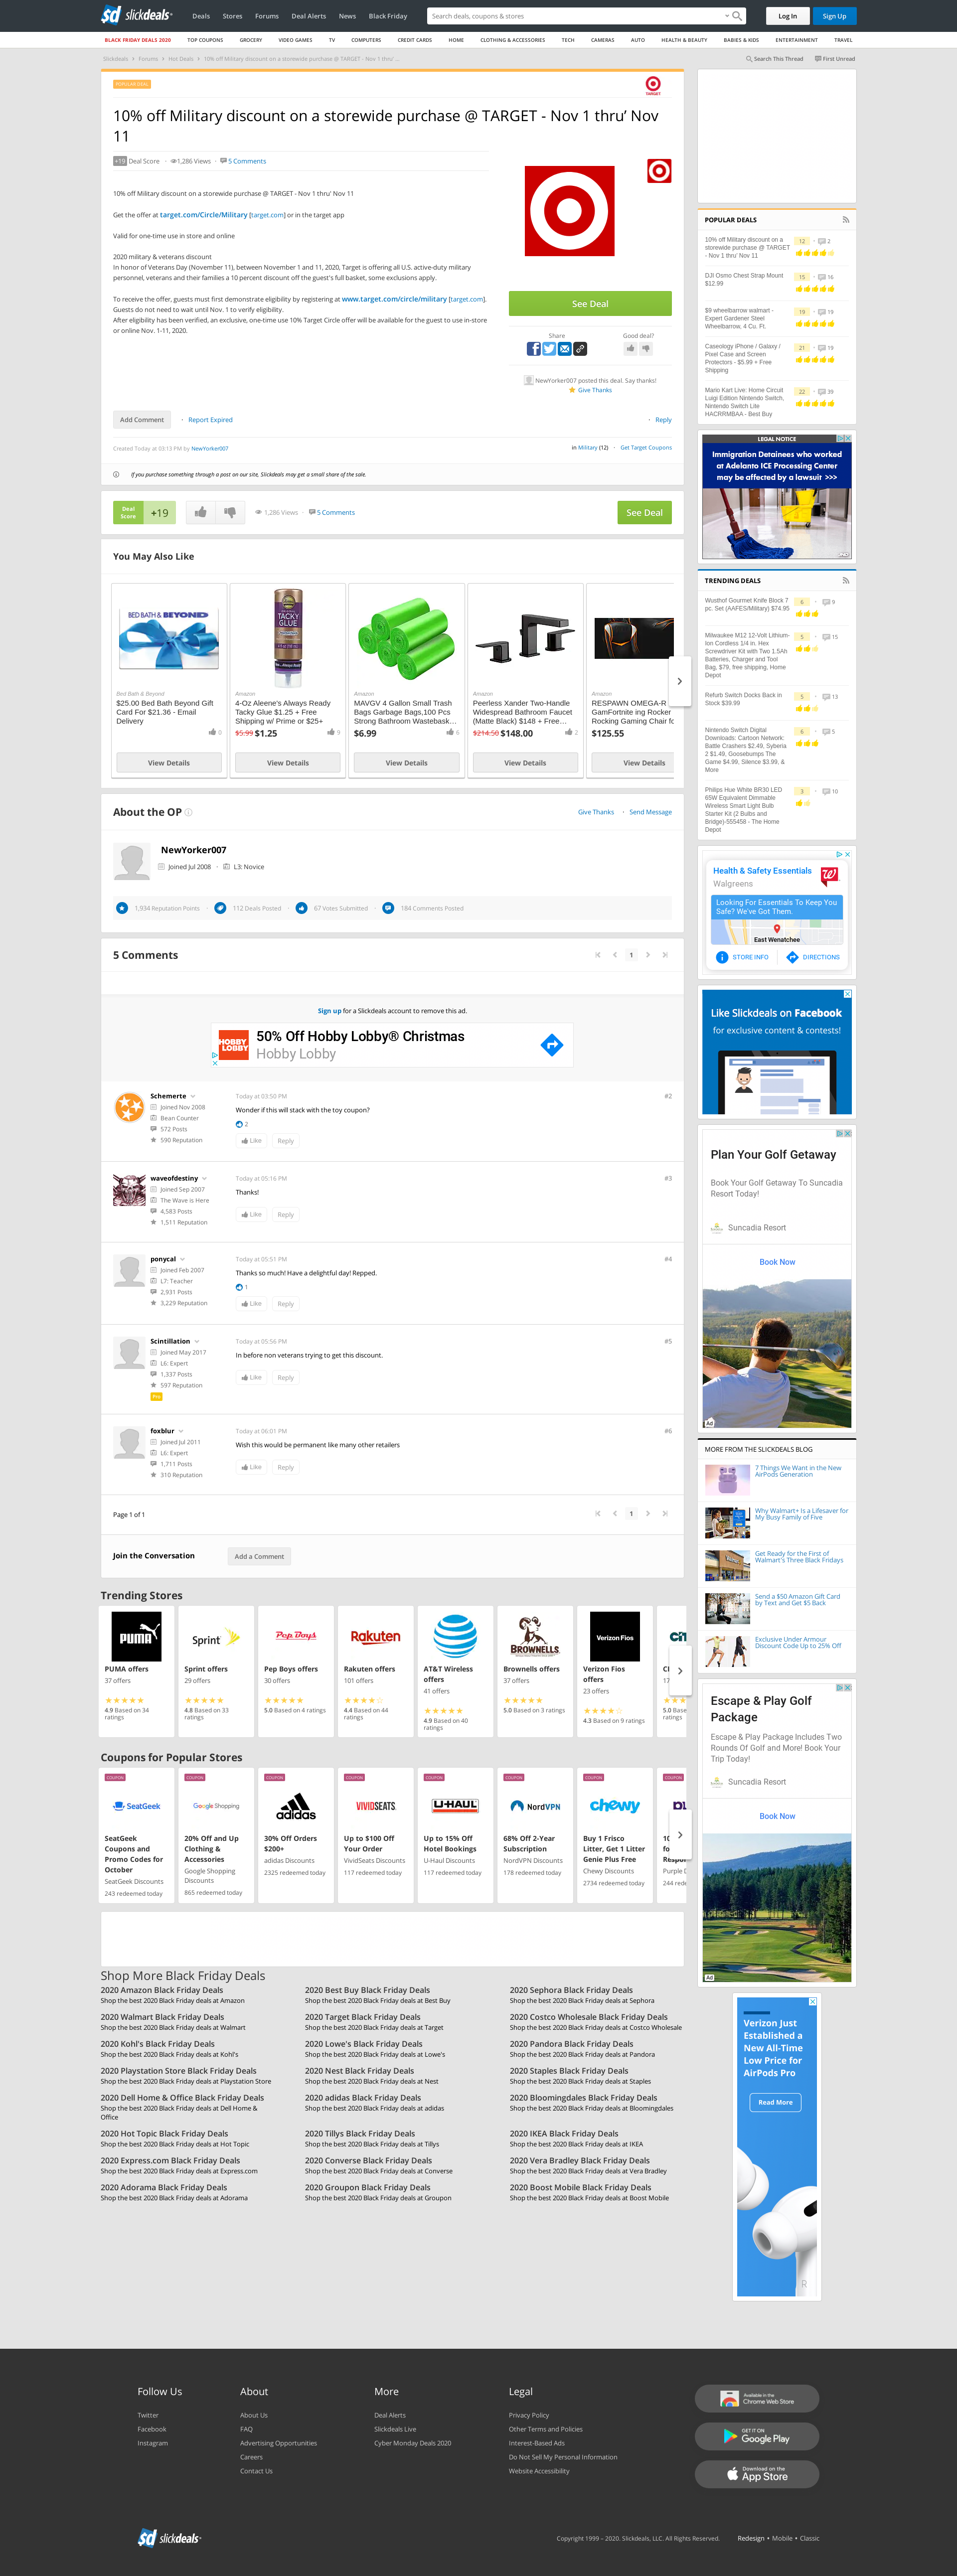 slickdeals
Deals
Stores
Forums
Deal Alerts
News
Black Friday
Search deals, coupons & stores
Log In
Sign Up
BLACK FRIDAY DEALS 2020
TOP COUPONS
GROCERY
VIDEO GAMES
TV
COMPUTERS
CREDIT CARDS
HOME
CLOTHING & ACCESSORIES
TECH
CAMERAS
AUTO
HEALTH & BEAUTY
BABIES & KIDS
ENTERTAINMENT
TRAVEL
Slickdeals > Forums > Hot Deals > 10% off Military discount on a storewide purchase @ TARGET - Nov 1 thru' ...
Search This Thread
First Unread
POPULAR DEAL
10% off Military discount on a storewide purchase @ TARGET - Nov 1 thru' Nov 11
+19 Deal Score
1,286 Views
5 Comments
10% off Military discount on a storewide purchase @ TARGET - Nov 1 thru' Nov 11
Get the offer at target.com/Circle/Military [target.com] or in the target app
Valid for one-time use in store and online
2020 military & veterans discount
In honor of Veterans Day (November 11), between November 1 and 11, 2020, Target is offering all U.S. active-duty military
personnel, veterans and their families a 10 percent discount off the guest's full basket, some exclusions apply.
To receive the offer, guests must first demonstrate eligibility by registering at www.target.com/circle/military [target.com].
Guests do not need to wait until Nov. 1 to verify eligibility.
After eligibility has been verified, an exclusive, one-time use 10% Target Circle offer will be available for the guest to use in-store
or online Nov. 1-11, 2020.
See Deal
Share
Good deal?
NewYorker007 posted this deal. Say thanks!
Give Thanks
Add Comment
Report Expired
Reply
Created Today at 03:13 PM by NewYorker007
in Military (12)
Get Target Coupons
If you purchase something through a post on our site, Slickdeals may get a small share of the sale.
Deal Score +19
1,286 Views
5 Comments
See Deal
You May Also Like
BED BATH & BEYOND
Bed Bath & Beyond
$25.00 Bed Bath Beyond Gift
Card For $21.36 - Email
Delivery
0
View Details
Amazon
4-Oz Aleene's Always Ready
Tacky Glue $1.25 + Free
Shipping w/ Prime or $25+
$5.99 $1.25
9
View Details
Amazon
MAVGV 4 Gallon Small Trash
Bags Garbage Bags,100 Pcs
Strong Bathroom Wastebask...
$6.99
6
View Details
Amazon
Peerless Xander Two-Handle
Widespread Bathroom Faucet
(Matte Black) $148 + Free...
$214.50 $148.00
2
View Details
Amazon
RESPAWN OMEGA-R
GamFortnite ing Rocker
Rocking Gaming Chair fo
$125.55
View Details
About the OP
Give Thanks
Send Message
NewYorker007
Joined Jul 2008
L3: Novice
1,934 Reputation Points
112 Deals Posted
67 Votes Submitted
184 Comments Posted
5 Comments
1
Sign up for a Slickdeals account to remove this ad.
HOBBY LOBBY
50% Off Hobby Lobby® Christmas
Hobby Lobby
Schemerte
Joined Nov 2008
Bean Counter
572 Posts
590 Reputation
Today at 03:50 PM
#2
Wonder if this will stack with the toy coupon?
2
Like
Reply
waveofdestiny
Joined Sep 2007
The Wave is Here
4,583 Posts
1,511 Reputation
Today at 05:16 PM
#3
Thanks!
Like
Reply
ponycal
Joined Feb 2007
L7: Teacher
2,931 Posts
3,229 Reputation
Today at 05:51 PM
#4
Thanks so much! Have a delightful day! Repped.
1
Like
Reply
Scintillation
Joined May 2017
L6: Expert
1,337 Posts
597 Reputation
Pro
Today at 05:56 PM
#5
In before non veterans trying to get this discount.
Like
Reply
foxblur
Joined Jul 2011
L6: Expert
1,711 Posts
310 Reputation
Today at 06:01 PM
#6
Wish this would be permanent like many other retailers
Like
Reply
Page 1 of 1
1
Join the Conversation
Add a Comment
Trending Stores
PUMA
PUMA offers
37 offers
4.9 Based on 34
ratings
Sprint
Sprint offers
29 offers
4.8 Based on 33
ratings
Pep Boys
Pep Boys offers
30 offers
5.0 Based on 4 ratings
Rakuten
Rakuten offers
101 offers
4.4 Based on 44
ratings
AT&T Wireless
offers
41 offers
4.9 Based on 40
ratings
BROWNELLS
Brownells offers
37 offers
5.0 Based on 3 ratings
Verizon Fios
Verizon Fios
offers
23 offers
4.3 Based on 9 ratings
Coupons for Popular Stores
COUPON
SeatGeek
SeatGeek
Coupons and
Promo Codes for
October
SeatGeek Discounts
243 redeemed today
COUPON
Google Shopping
20% Off and Up
Clothing &
Accessories
Google Shopping
Discounts
865 redeemed today
COUPON
adidas
30% Off Orders
$200+
adidas Discounts
2325 redeemed today
COUPON
VIVIDSEATS.
Up to $100 Off
Your Order
VividSeats Discounts
117 redeemed today
COUPON
U-HAUL
Up to 15% Off
Hotel Bookings
U-Haul Discounts
117 redeemed today
COUPON
NordVPN
68% Off 2-Year
Subscription
NordVPN Discounts
178 redeemed today
COUPON
chewy
Buy 1 Frisco
Litter, Get 1 Litter
Genie Plus Free
Chewy Discounts
2734 redeemed today
COUPON
Shop More Black Friday Deals
2020 Amazon Black Friday Deals
Shop the best 2020 Black Friday deals at Amazon
2020 Best Buy Black Friday Deals
Shop the best 2020 Black Friday deals at Best Buy
2020 Sephora Black Friday Deals
Shop the best 2020 Black Friday deals at Sephora
2020 Walmart Black Friday Deals
Shop the best 2020 Black Friday deals at Walmart
2020 Target Black Friday Deals
Shop the best 2020 Black Friday deals at Target
2020 Costco Wholesale Black Friday Deals
Shop the best 2020 Black Friday deals at Costco Wholesale
2020 Kohl's Black Friday Deals
Shop the best 2020 Black Friday deals at Kohl's
2020 Lowe's Black Friday Deals
Shop the best 2020 Black Friday deals at Lowe's
2020 Pandora Black Friday Deals
Shop the best 2020 Black Friday deals at Pandora
2020 Playstation Store Black Friday Deals
Shop the best 2020 Black Friday deals at Playstation Store
2020 Nest Black Friday Deals
Shop the best 2020 Black Friday deals at Nest
2020 Staples Black Friday Deals
Shop the best 2020 Black Friday deals at Staples
2020 Dell Home & Office Black Friday Deals
Shop the best 2020 Black Friday deals at Dell Home &
Office
2020 adidas Black Friday Deals
Shop the best 2020 Black Friday deals at adidas
2020 Bloomingdales Black Friday Deals
Shop the best 2020 Black Friday deals at Bloomingdales
2020 Hot Topic Black Friday Deals
Shop the best 2020 Black Friday deals at Hot Topic
2020 Tillys Black Friday Deals
Shop the best 2020 Black Friday deals at Tillys
2020 IKEA Black Friday Deals
Shop the best 2020 Black Friday deals at IKEA
2020 Express.com Black Friday Deals
Shop the best 2020 Black Friday deals at Express.com
2020 Converse Black Friday Deals
Shop the best 2020 Black Friday deals at Converse
2020 Vera Bradley Black Friday Deals
Shop the best 2020 Black Friday deals at Vera Bradley
2020 Adorama Black Friday Deals
Shop the best 2020 Black Friday deals at Adorama
2020 Groupon Black Friday Deals
Shop the best 2020 Black Friday deals at Groupon
2020 Boost Mobile Black Friday Deals
Shop the best 2020 Black Friday deals at Boost Mobile
POPULAR DEALS
10% off Military discount on a
storewide purchase @ TARGET
- Nov 1 thru' Nov 11
12
2
DJI Osmo Chest Strap Mount
$12.99
15
16
$9 wheelbarrow walmart -
Expert Gardener Steel
Wheelbarrow, 4 Cu. Ft.
19
19
Caseology iPhone / Galaxy /
Pixel Case and Screen
Protectors - $5.99 + Free
Shipping
21
19
Mario Kart Live: Home Circuit
Luigi Edition Nintendo Switch,
Nintendo Switch Lite
HACRRMBAA - Best Buy
22
39
LEGAL NOTICE
Immigration Detainees who worked
at Adelanto ICE Processing Center
may be affected by a lawsuit >>>
TRENDING DEALS
Wusthof Gourmet Knife Block 7
pc. Set (AAFES/Military) $74.95
6
9
Milwaukee M12 12-Volt Lithium-
Ion Cordless 1/4 in. Hex
Screwdriver Kit with Two 1.5Ah
Batteries, Charger and Tool
Bag, $79, free shipping, Home
Depot
5
15
Refurb Switch Docks Back in
Stock $39.99
5
13
Nintendo Switch Digital
Downloads: Cartoon Network:
Battle Crashers $2.49, Syberia
2 $1.49, Goosebumps The
Game $4.99, Silence $3.99, &
More
6
5
Philips Hue White BR30 LED
65W Equivalent Dimmable
Wireless Smart Light Bulb
Starter Kit (2 Bulbs and
Bridge)-555458 - The Home
Depot
3
10
Health & Safety Essentials
Walgreens
Looking For Essentials To Keep You
Safe? We've Got Them.
East Wenatchee
STORE INFO
DIRECTIONS
Like Slickdeals on Facebook
for exclusive content & contests!
Plan Your Golf Getaway
Book Your Golf Getaway To Suncadia
Resort Today!
Suncadia Resort
Book Now
Ad
MORE FROM THE SLICKDEALS BLOG
7 Things We Want in the New
AirPods Generation
Why Walmart+ Is a Lifesaver for
My Busy Family of Five
Get Ready for the First of
Walmart's Three Black Fridays
Send a $50 Amazon Gift Card
by Text and Get $5 Back
Exclusive Under Armour
Discount Code Up to 25% Off
Escape & Play Golf
Package
Escape & Play Package Includes Two
Rounds Of Golf and More! Book Your
Trip Today!
Suncadia Resort
Book Now
Ad
Verizon Just
Established a
New All-Time
Low Price for
AirPods Pro
Read More
Follow Us
Twitter
Facebook
Instagram
About
About Us
FAQ
Advertising Opportunities
Careers
Contact Us
More
Deal Alerts
Slickdeals Live
Cyber Monday Deals 2020
Legal
Privacy Policy
Other Terms and Policies
Interest-Based Ads
Do Not Sell My Personal Information
Website Accessibility
Available in the
Chrome Web Store
GET IT ON
Google Play
Download on the
App Store
slickdeals
Copyright 1999 – 2020. Slickdeals, LLC. All Rights Reserved.
Redesign • Mobile • Classic